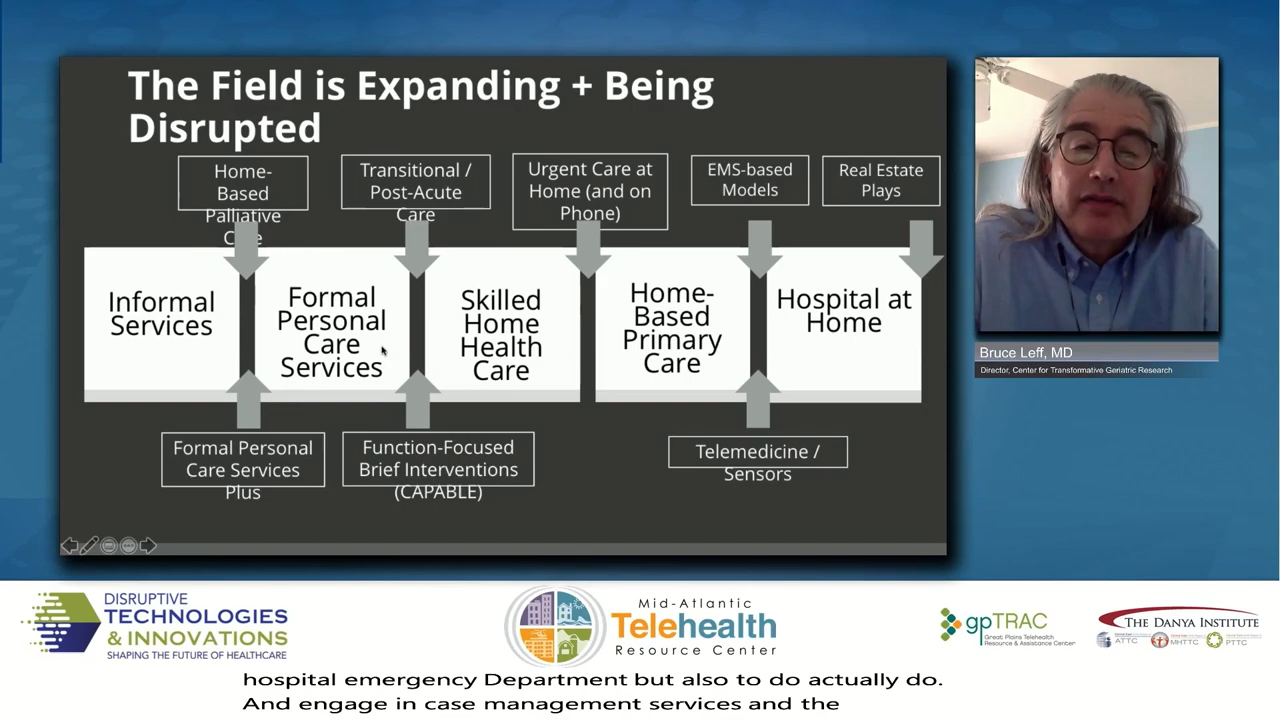 The Field is Expanding + Being
Disrupted
Home-
Based
Palliative
Care
Transitional /
Post-Acute
Care
Urgent Care at
Home (and on
Phone)
EMS-based
Models
Real Estate
Plays
Informal
Services
Formal
Personal
Care
Services
Skilled
Home
Health
Care
Home-
Based
Primary
Care
Hospital at
Home
Formal Personal
Care Services
Plus
Function-Focused
Brief Interventions
(CAPABLE)
Telemedicine /
Sensors
Bruce Leff, MD
Director, Center for Transformative Geriatric Research
DISRUPTIVE
TECHNOLOGIES
& INNOVATIONS
SHAPING THE FUTURE OF HEALTHCARE
Mid-Atlantic
Telehealth
Resource Center
gpTRAC
Great Plains Telehealth
Resource & Assistance Center
THE DANYA INSTITUTE
ATTC
MHTTC
PTTC
hospital emergency Department but also to do actually do.
And engage in case management services and the